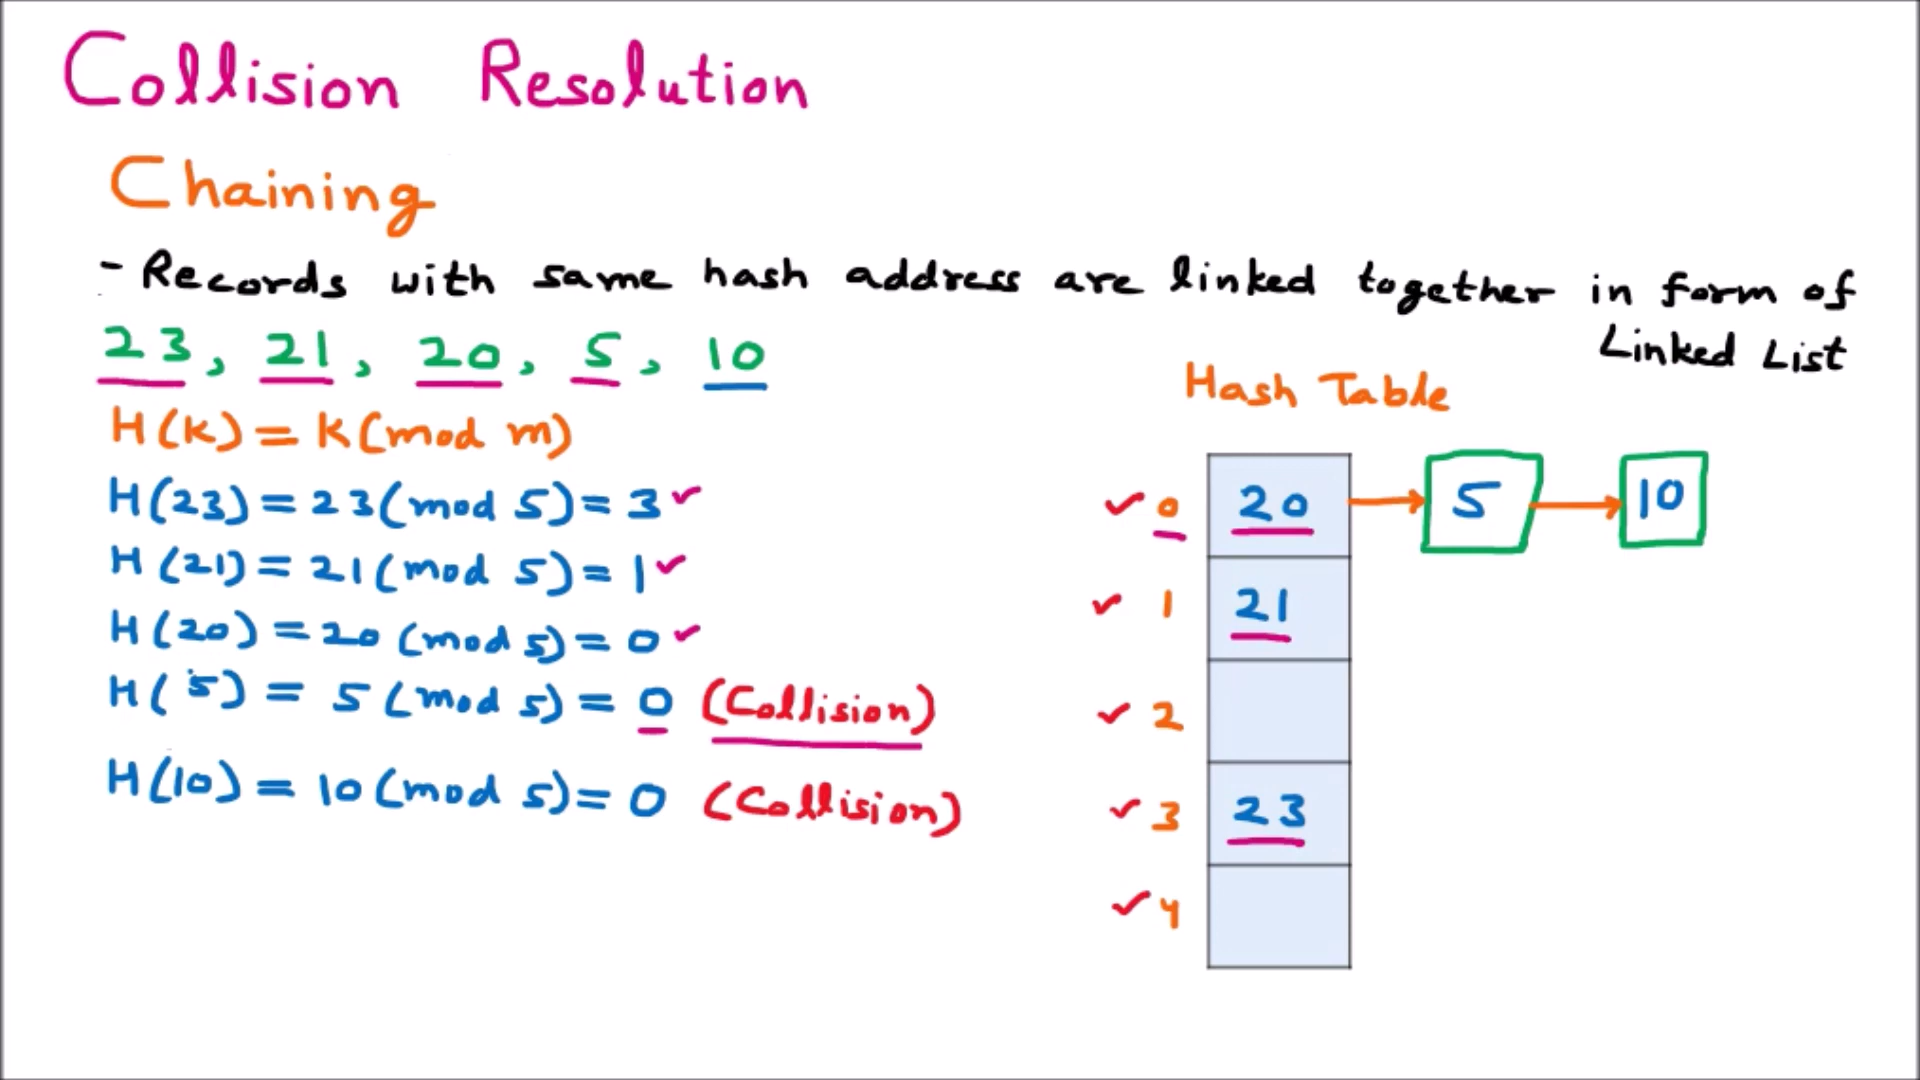 Collision Resolution
Chaining
- Records with same hash address are linked together in form of
Linked List
23, 21, 20, 5, 10
H(k) = k(mod m)
H(23) = 23(mod 5) = 3 ✓
H(21) = 21(mod 5) = 1 ✓
H(20) = 20(mod 5) = 0 ✓
H(5) = 5(mod 5) = 0 (Collision)
H(10) = 10(mod 5) = 0 (Collision)
Hash Table
✓ 0 20 → 5 → 10
✓ 1 21
✓ 2
✓ 3 23
✓ 4